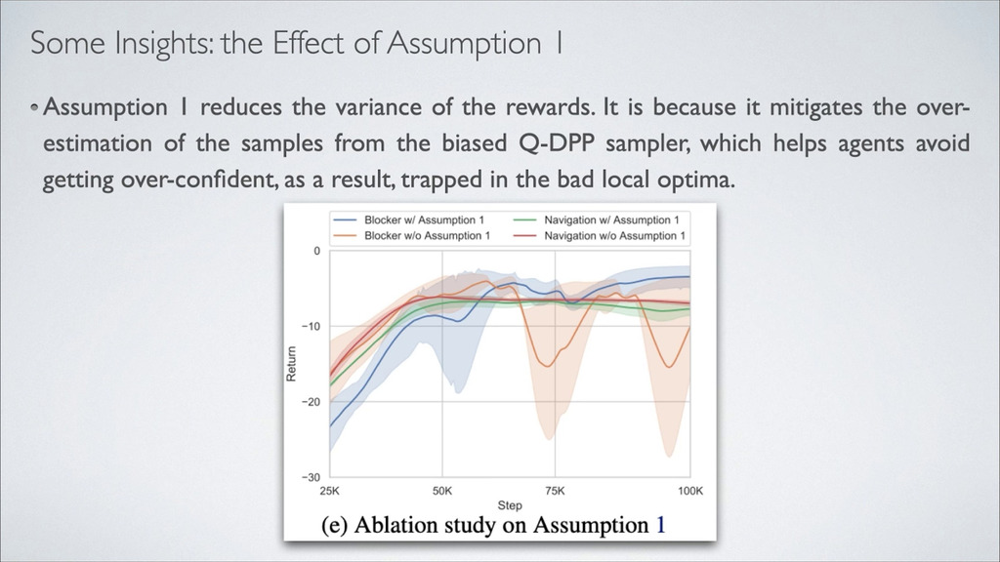 Some Insights: the Effect of Assumption 1
• Assumption 1 reduces the variance of the rewards. It is because it mitigates the over-
estimation of the samples from the biased Q-DPP sampler, which helps agents avoid
getting over-confident, as a result, trapped in the bad local optima.
Blocker w/ Assumption 1
Navigation w/ Assumption 1
Blocker w/o Assumption 1
Navigation w/o Assumption 1
0
−10
−20
−30
Return
25K
50K
75K
100K
Step
(e) Ablation study on Assumption 1